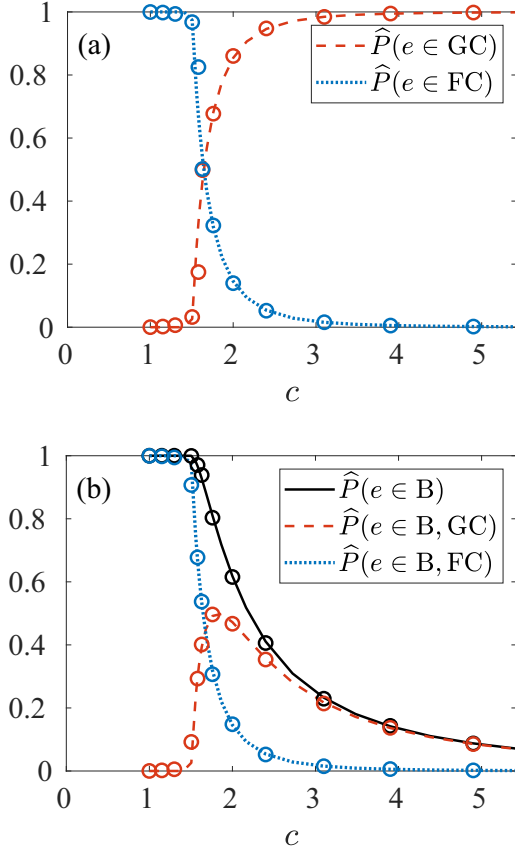 (a)
P̂(e ∈ GC)
P̂(e ∈ FC)
1
0.8
0.6
0.4
0.2
0
0 1 2 3 4 5
c
(b)
P̂(e ∈ B)
P̂(e ∈ B, GC)
P̂(e ∈ B, FC)
1
0.8
0.6
0.4
0.2
0
0 1 2 3 4 5
c